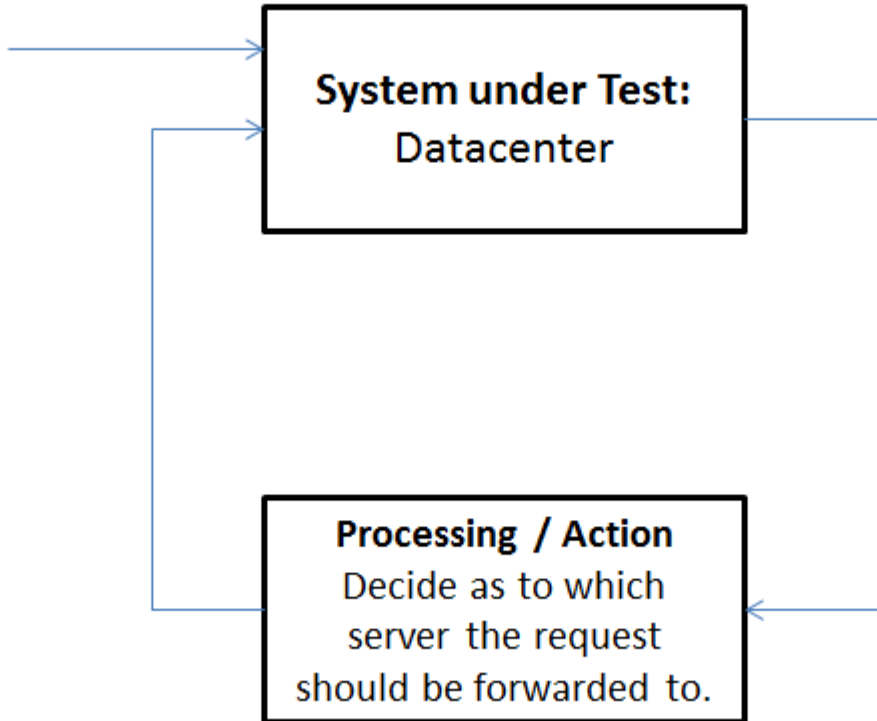 System under Test:
Datacenter
Processing / Action
Decide as to which
server the request
should be forwarded to.